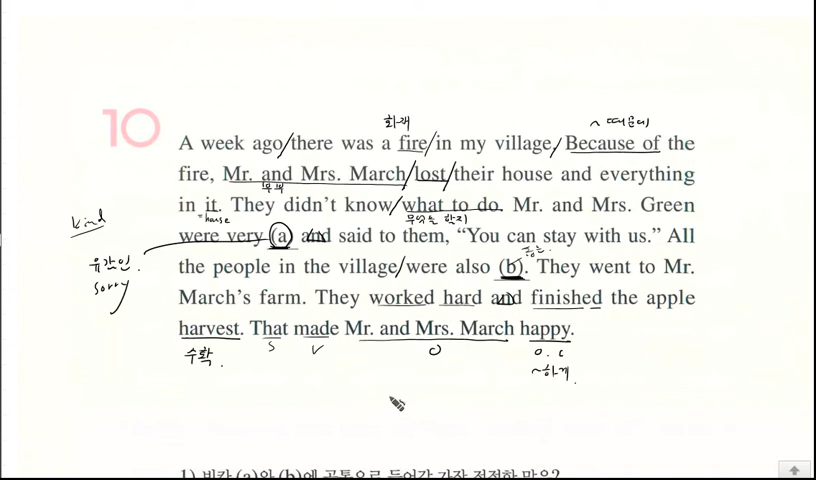 10
화재
~ 때문에
A week ago there was a fire in my village. Because of the
fire, Mr. and Mrs. March lost their house and everything
부부
in it. They didn't know what to do. Mr. and Mrs. Green
kind
=house
무엇을 할지
were very (a) and said to them, "You can stay with us." All
유감인.
sorry
the people in the village were also (b). They went to Mr.
March's farm. They worked hard and finished the apple
harvest. That made Mr. and Mrs. March happy.
수확.
S V O O.C
~하게.
1) 빈칸 (a)와 (b)에 공통으로 들어갈 가장 적절한 말은?